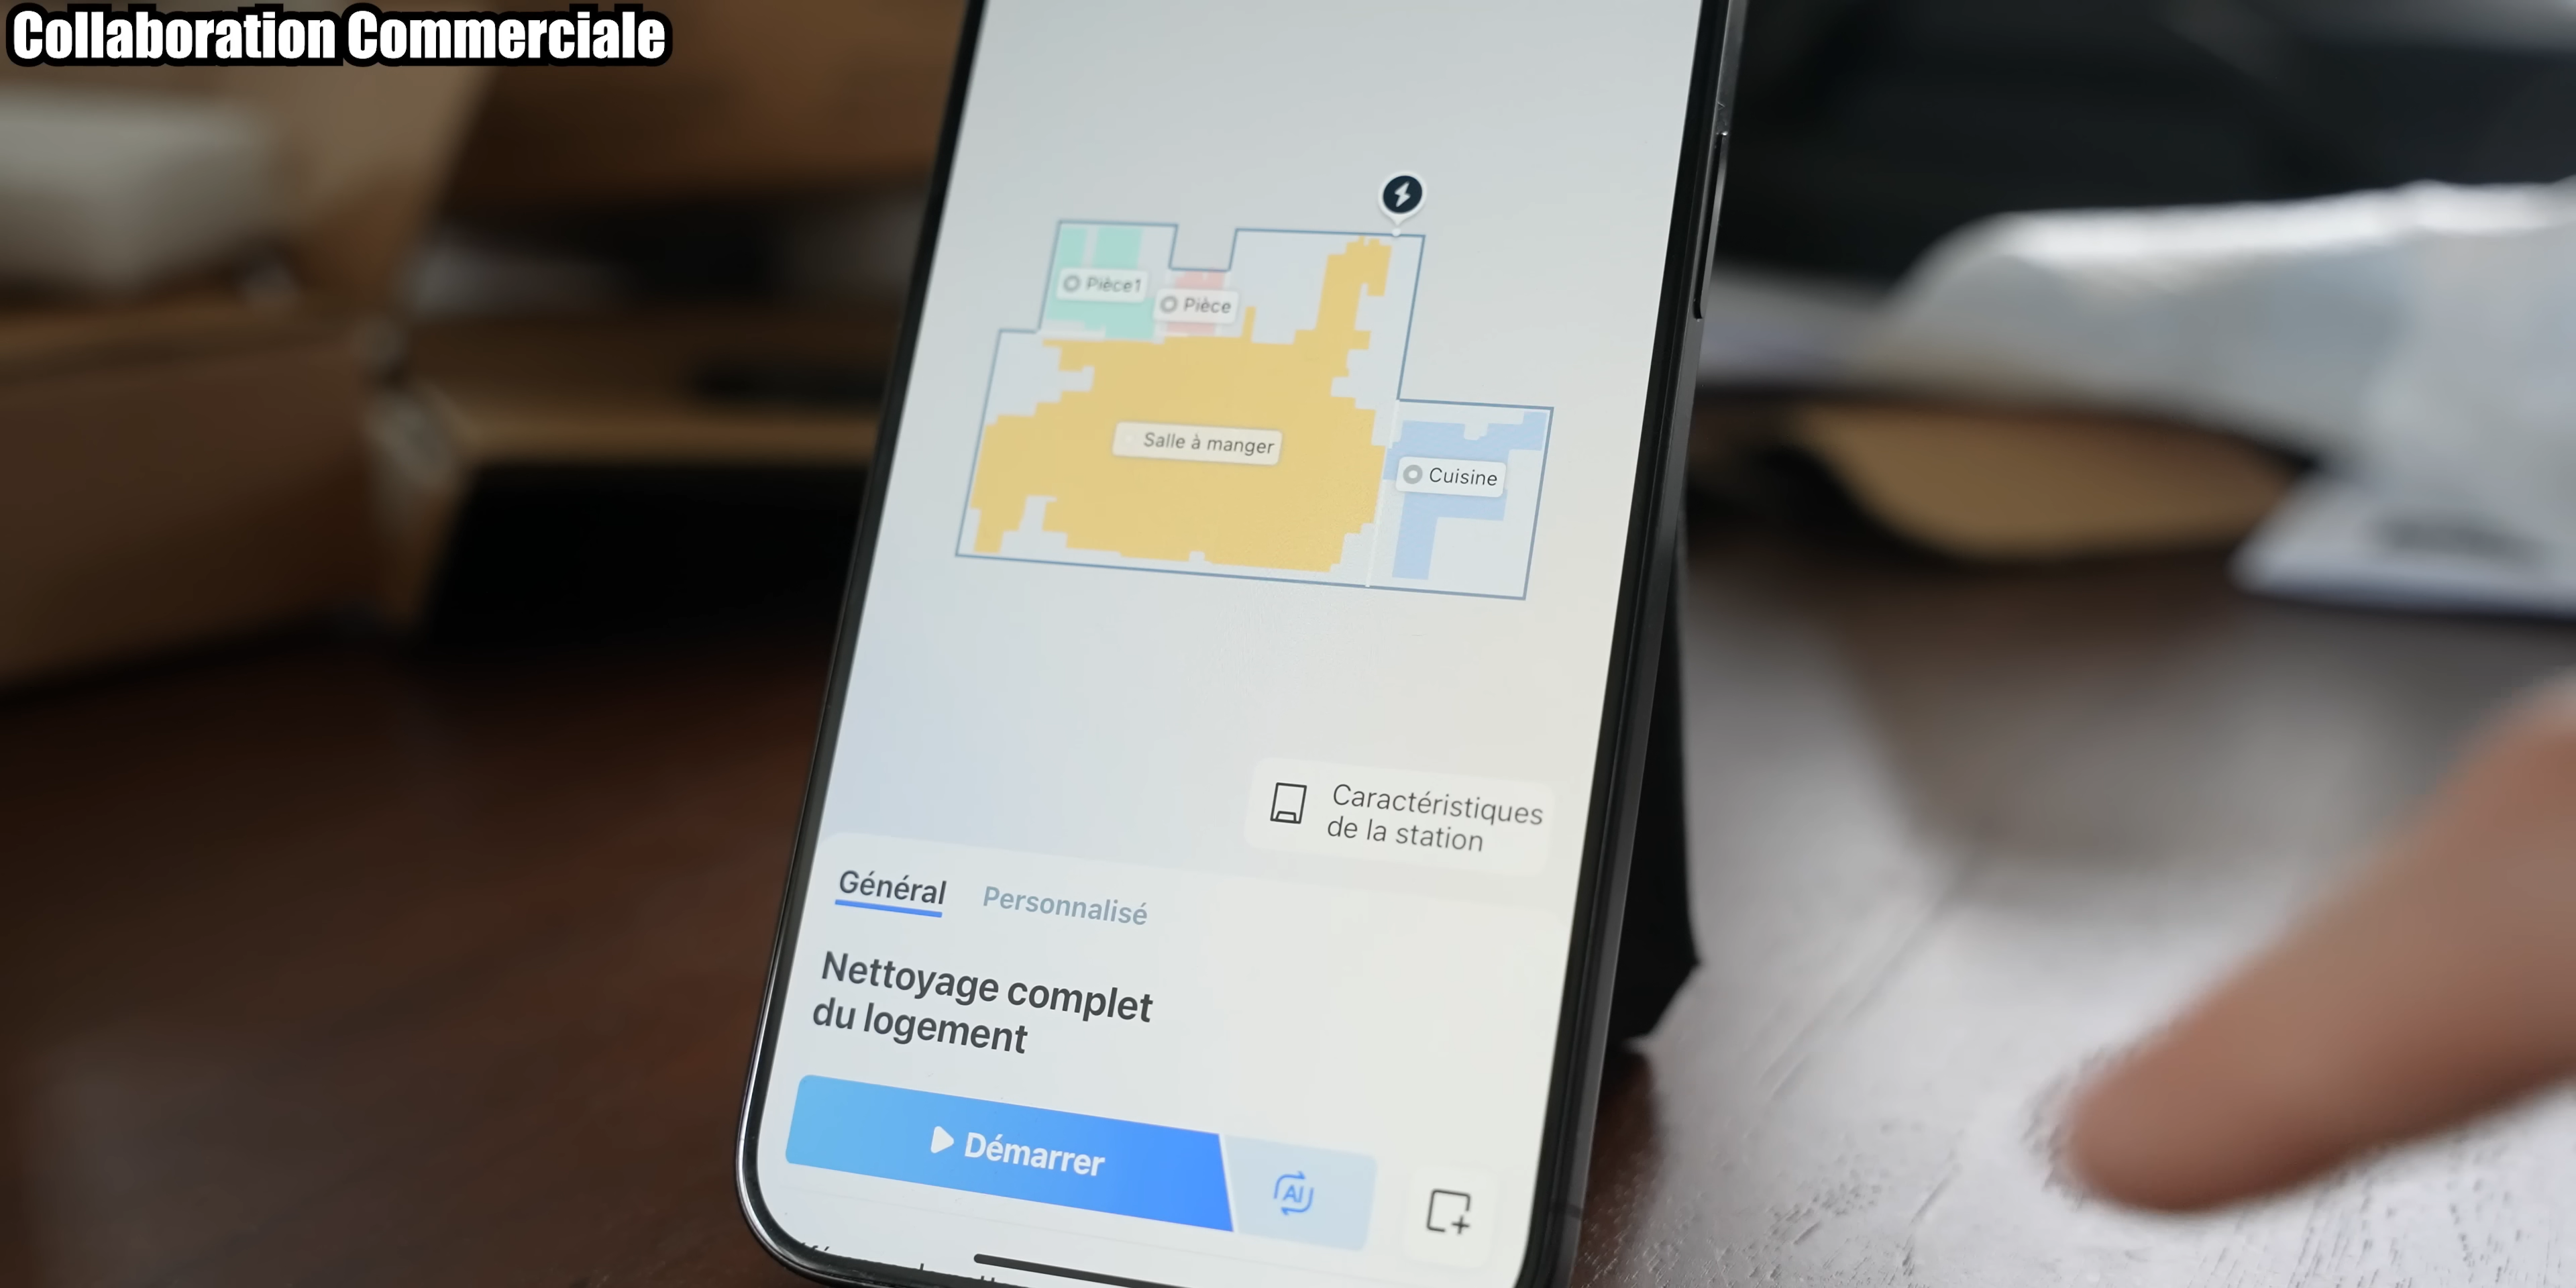 Collaboration Commerciale
Pièce1
Pièce
Salle à manger
Cuisine
Caractéristiques
de la station
Général Personnalisé
Nettoyage complet
du logement
Démarrer
AI